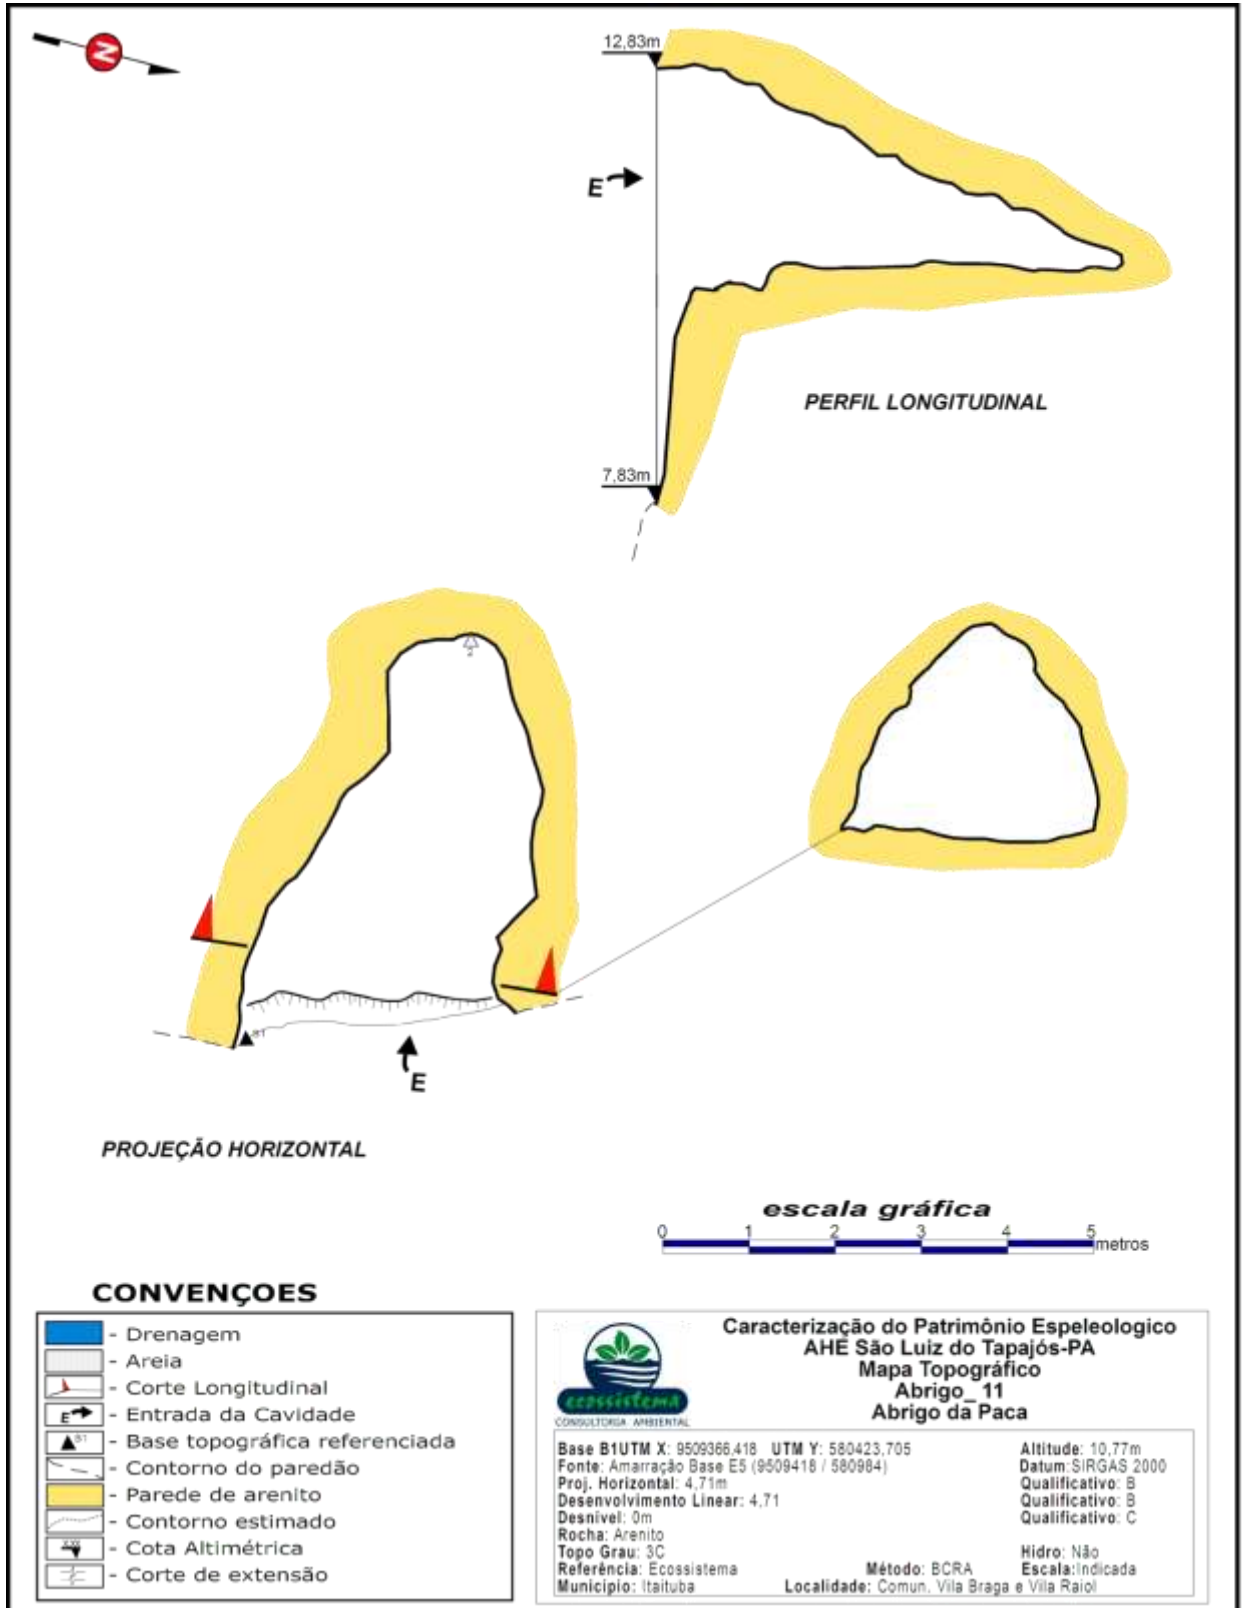 N
12,83m
E
PERFIL LONGITUDINAL
7,83m
2
B1
E
PROJEÇÃO HORIZONTAL
escala gráfica
0 1 2 3 4 5
metros
CONVENÇOES
- Drenagem
- Areia
- Corte Longitudinal
E - Entrada da Cavidade
B1 - Base topográfica referenciada
- Contorno do paredão
- Parede de arenito
- Contorno estimado
- Cota Altimétrica
- Corte de extensão
ecossistema
CONSULTORIA AMBIENTAL
Caracterização do Patrimônio Espeleologico
AHE São Luiz do Tapajós-PA
Mapa Topográfico
Abrigo_ 11
Abrigo da Paca
Base B1UTM X: 9509366,418 UTM Y: 580423,705 Altitude: 10,77m
Fonte: Amarração Base E5 (9509418 / 580984) Datum:SIRGAS 2000
Proj. Horizontal: 4,71m Qualificativo: B
Desenvolvimento Linear: 4,71 Qualificativo: B
Desnível: 0m Qualificativo: C
Rocha: Arenito
Topo Grau: 3C Hidro: Não
Referência: Ecossistema Método: BCRA Escala:Indicada
Município: Itaituba Localidade: Comun. Vila Braga e Vila Raiol